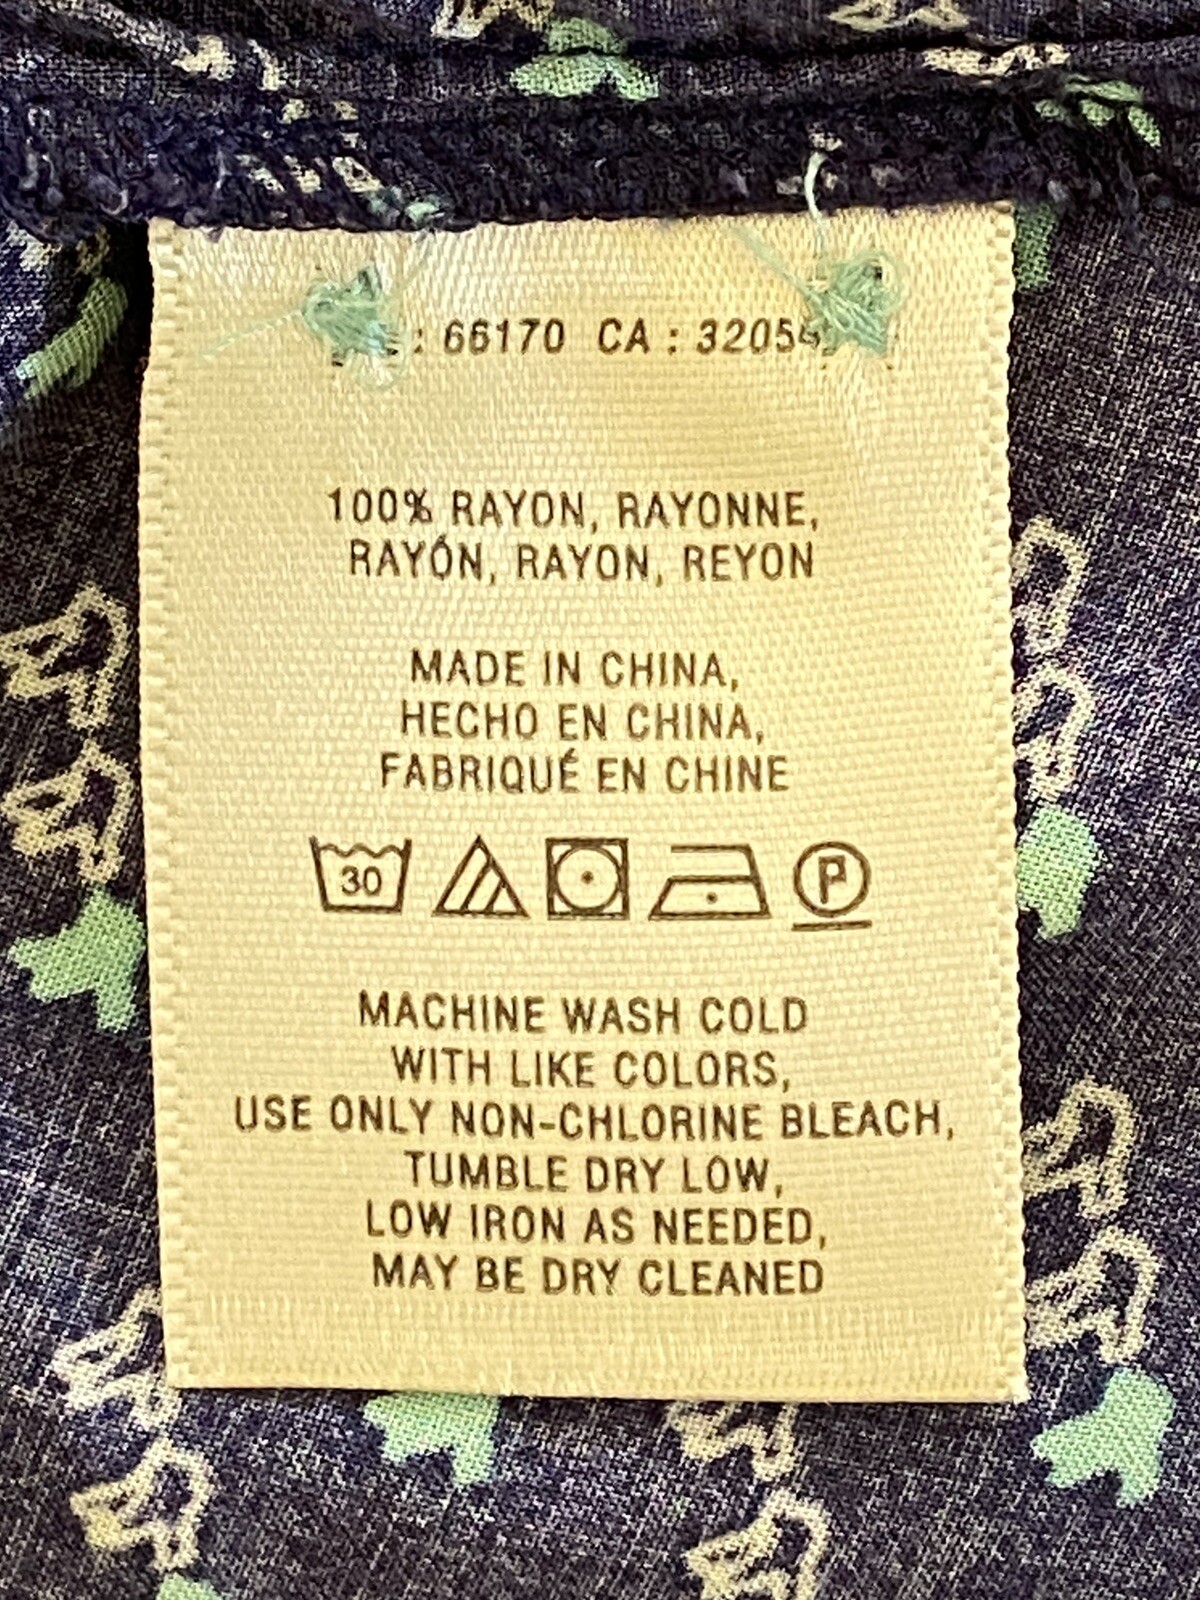 : 66170 CA : 3205
100% RAYON, RAYONNE,
RAYÓN, RAYON, REYON
MADE IN CHINA,
HECHO EN CHINA,
FABRIQUÉ EN CHINE
30 P
MACHINE WASH COLD
WITH LIKE COLORS,
USE ONLY NON-CHLORINE BLEACH,
TUMBLE DRY LOW,
LOW IRON AS NEEDED,
MAY BE DRY CLEANED